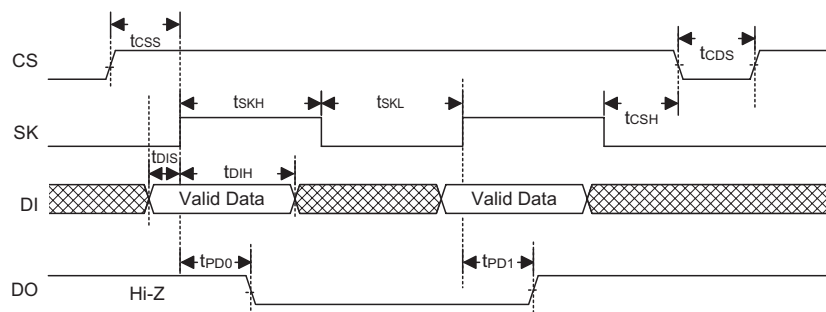 tCSS
tCDS
CS
tSKH
tSKL
tCSH
SK
tDIS
tDIH
DI
Valid Data
Valid Data
tPD0
tPD1
DO
Hi-Z